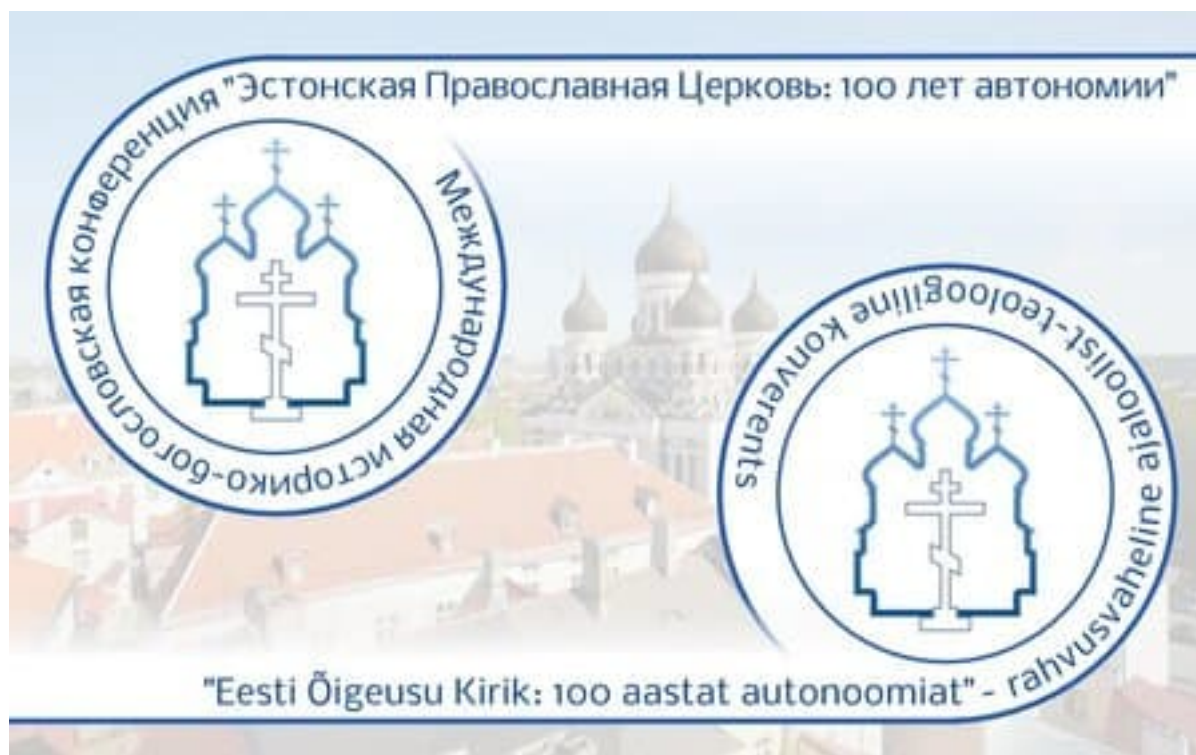 Международная историко-богословская конференция "Эстонская Православная Церковь: 100 лет автономии"
"Eesti Õigeusu Kirik: 100 aastat autonoomiat" - rahvusvaheline ajaloolist-teoloogiline konverents